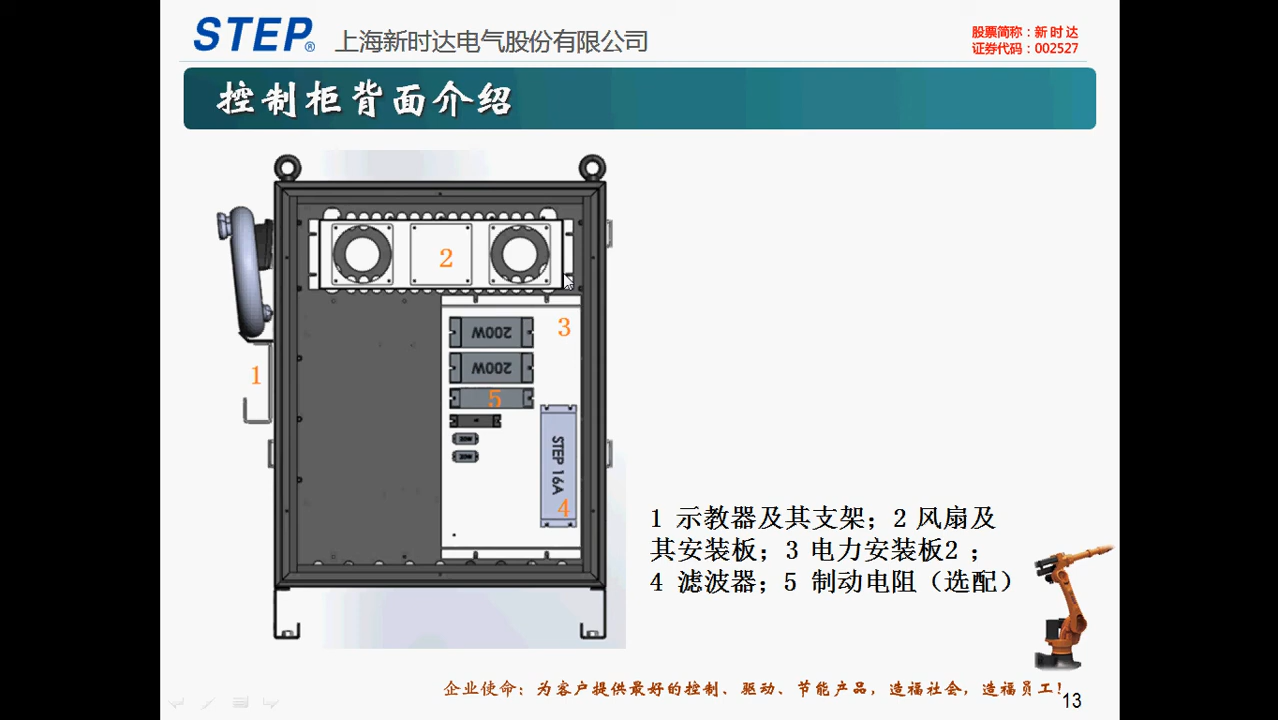 STEP® 上海新时达电气股份有限公司
股票简称：新 时 达
证券代码：002527
控制柜背面介绍
2
200W
3
200W
1
5
STEP 16A
4
1 示教器及其支架；2 风扇及
其安装板；3 电力安装板2 ；
4 滤波器；5 制动电阻（选配）
企业使命：为客户提供最好的控制、驱动、节能产品，造福社会，造福员工！
13